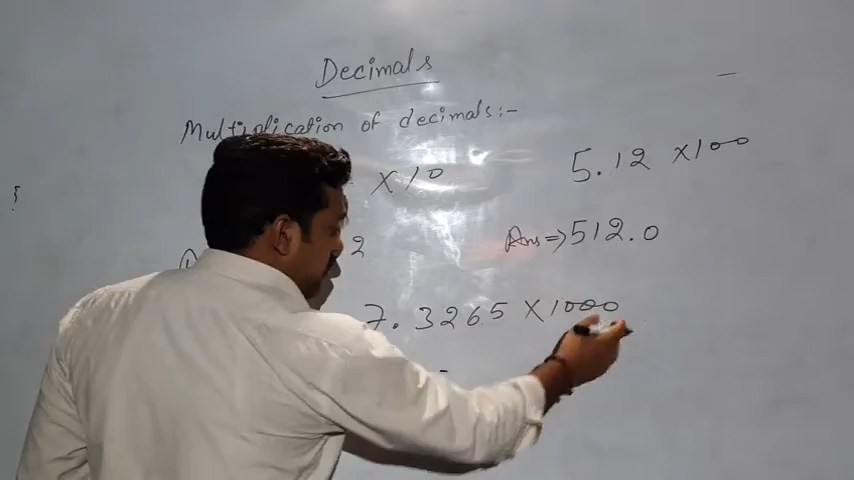 Decimals
Multiplication of decimals:-
X10
5.12 X100
2
Ans=>512.0
7.3265 X1000